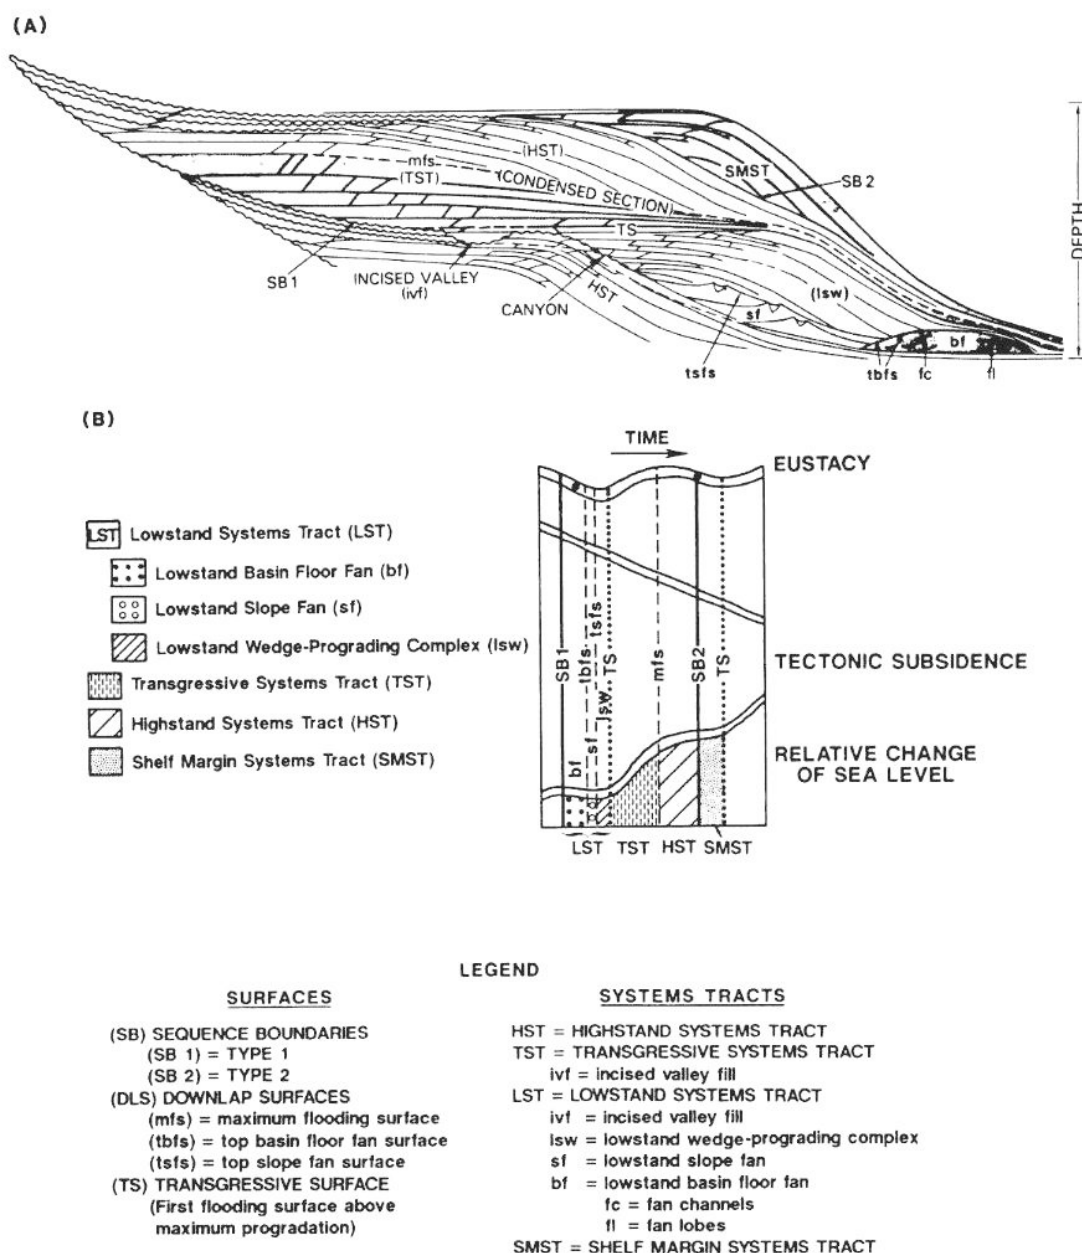 (A)
(HST)
mfs
(TST)
(CONDENSED SECTION)
SMST
SB2
DEPTH
TS
SB1
INCISED VALLEY
(ivf)
CANYON
HST
(lsw)
sf
bf
tsfs
tbfs
fc
fl
(B)
TIME
EUSTACY
LST Lowstand Systems Tract (LST)
Lowstand Basin Floor Fan (bf)
Lowstand Slope Fan (sf)
Lowstand Wedge-Prograding Complex (lsw)
Transgressive Systems Tract (TST)
Highstand Systems Tract (HST)
Shelf Margin Systems Tract (SMST)
SB1
tbfs
tsfs
TS
mfs
SB2
TS
bf
sf
lsw
TECTONIC SUBSIDENCE
RELATIVE CHANGE
OF SEA LEVEL
LST TST HST SMST
LEGEND
SURFACES
(SB) SEQUENCE BOUNDARIES
(SB 1) = TYPE 1
(SB 2) = TYPE 2
(DLS) DOWNLAP SURFACES
(mfs) = maximum flooding surface
(tbfs) = top basin floor fan surface
(tsfs) = top slope fan surface
(TS) TRANSGRESSIVE SURFACE
(First flooding surface above
maximum progradation)
SYSTEMS TRACTS
HST = HIGHSTAND SYSTEMS TRACT
TST = TRANSGRESSIVE SYSTEMS TRACT
ivf = incised valley fill
LST = LOWSTAND SYSTEMS TRACT
ivf = incised valley fill
lsw = lowstand wedge-prograding complex
sf = lowstand slope fan
bf = lowstand basin floor fan
fc = fan channels
fl = fan lobes
SMST = SHELF MARGIN SYSTEMS TRACT